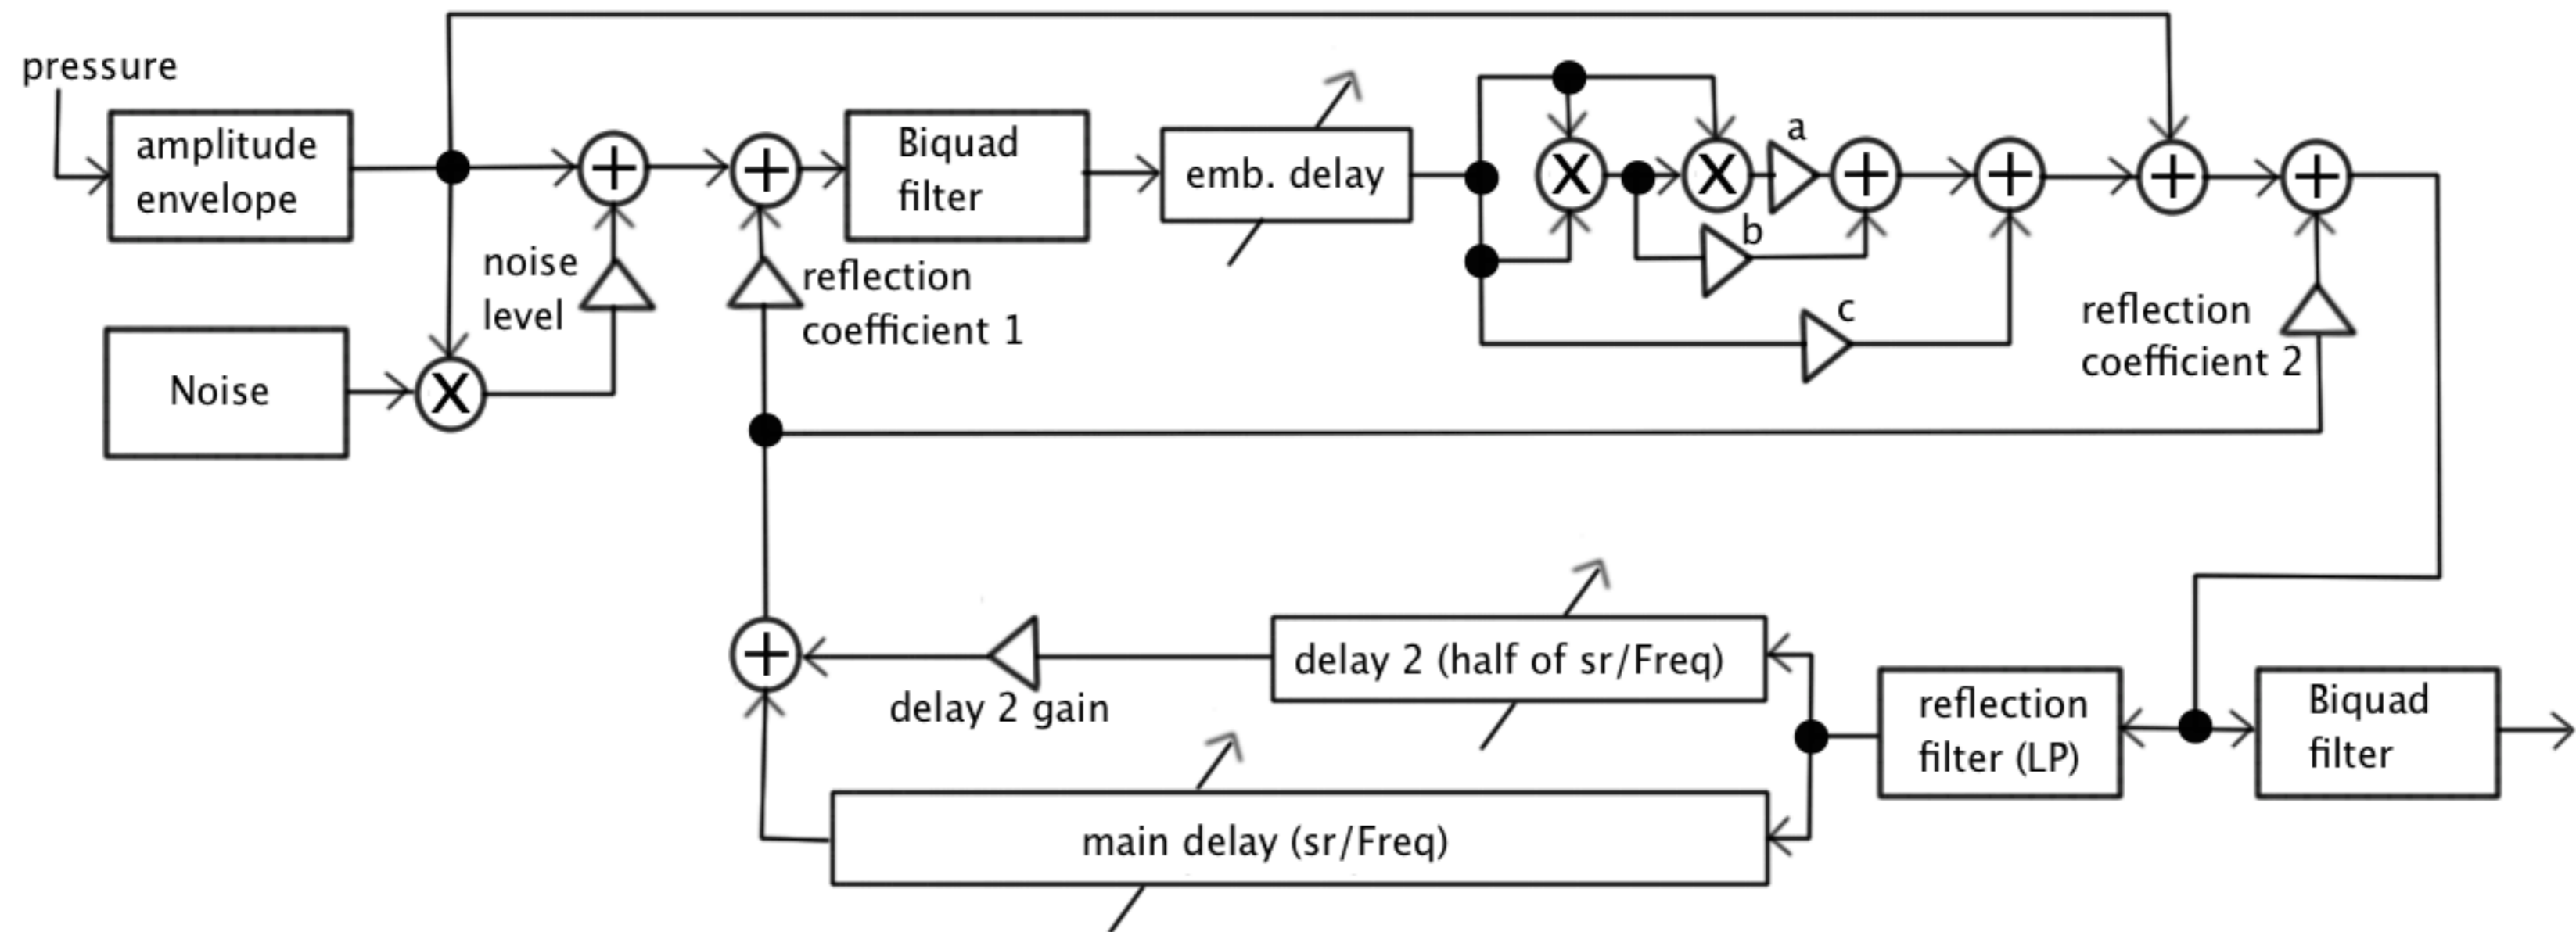 pressure
amplitude
envelope
Biquad
filter
emb. delay
X
X
a
b
c
noise
level
reflection
coefficient 1
reflection
coefficient 2
Noise
X
delay 2 (half of sr/Freq)
delay 2 gain
reflection
filter (LP)
Biquad
filter
main delay (sr/Freq)